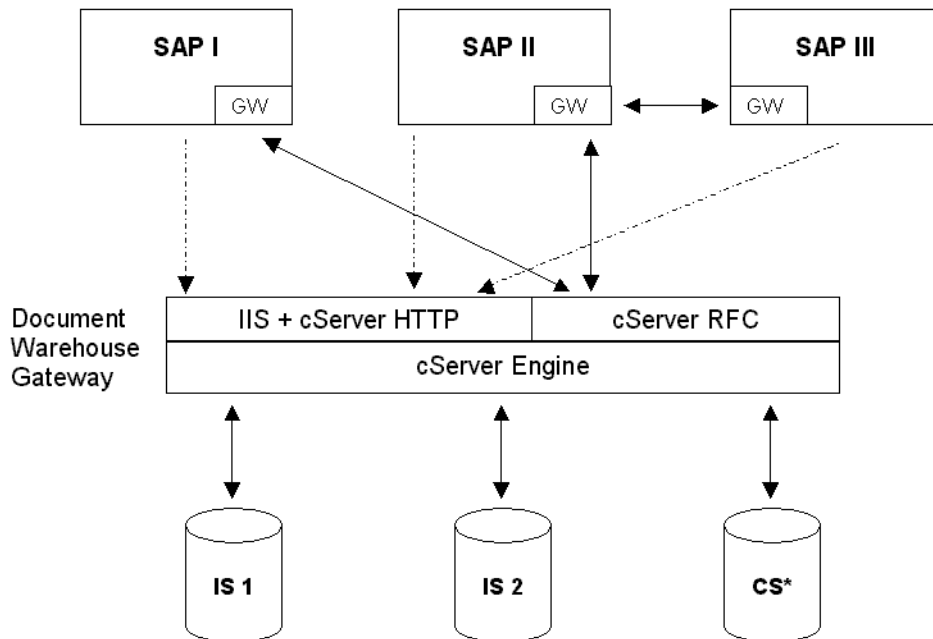 SAP I
SAP II
SAP III
GW
GW
GW
Document
Warehouse
Gateway
IIS + cServer HTTP
cServer RFC
cServer Engine
IS 1
IS 2
CS*